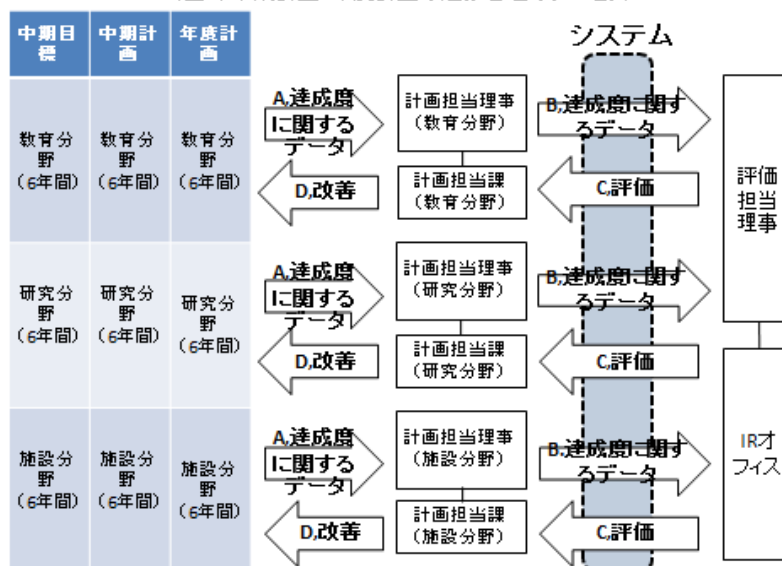 システム
中期目
標
中期計
画
年度計
画
教育分
野
(6年間)
教育分
野
(6年間)
教育分
野
(6年間)
A,達成度
に関する
データ
D,改善
計画担当理事
(教育分野)
計画担当課
(教育分野)
B,達成度に関す
るデータ
C,評価
評価
担当
理事
研究分
野
(6年間)
研究分
野
(6年間)
研究分
野
(6年間)
A,達成度
に関する
データ
D,改善
計画担当理事
(研究分野)
計画担当課
(研究分野)
B,達成度に関す
るデータ
C,評価
施設分
野
(6年間)
施設分
野
(6年間)
施設分
野
(6年間)
A,達成度
に関する
データ
D,改善
計画担当理事
(施設分野)
計画担当課
(施設分野)
B,達成度に関す
るデータ
C,評価
IRオ
フィス